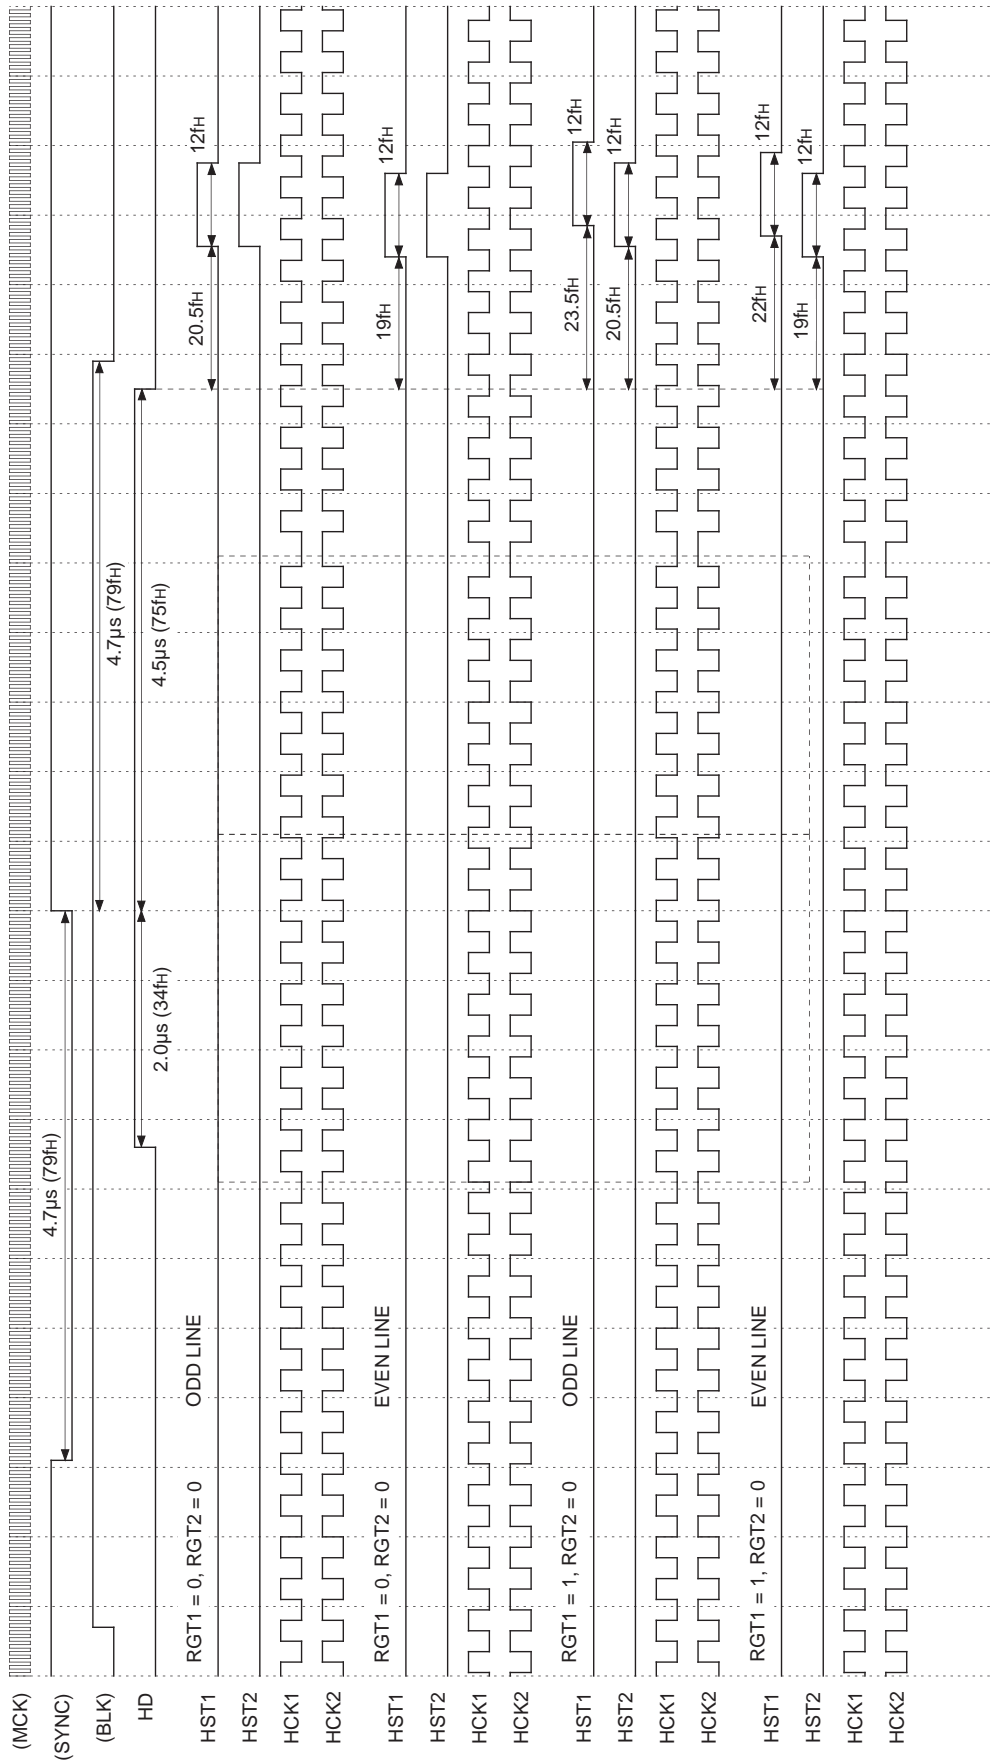 (MCK)
(SYNC)
(BLK)
HD
4.7µs (79fH)
4.7µs (79fH)
2.0µs (34fH)
4.5µs (75fH)
RGT1 = 0, RGT2 = 0 ODD LINE
HST1
20.5fH
12fH
HST2
HCK1
HCK2
RGT1 = 0, RGT2 = 0 EVEN LINE
HST1
19fH
12fH
HST2
HCK1
HCK2
RGT1 = 1, RGT2 = 0 ODD LINE
HST1
23.5fH
12fH
HST2
20.5fH
12fH
HCK1
HCK2
RGT1 = 1, RGT2 = 0 EVEN LINE
HST1
22fH
12fH
HST2
19fH
12fH
HCK1
HCK2